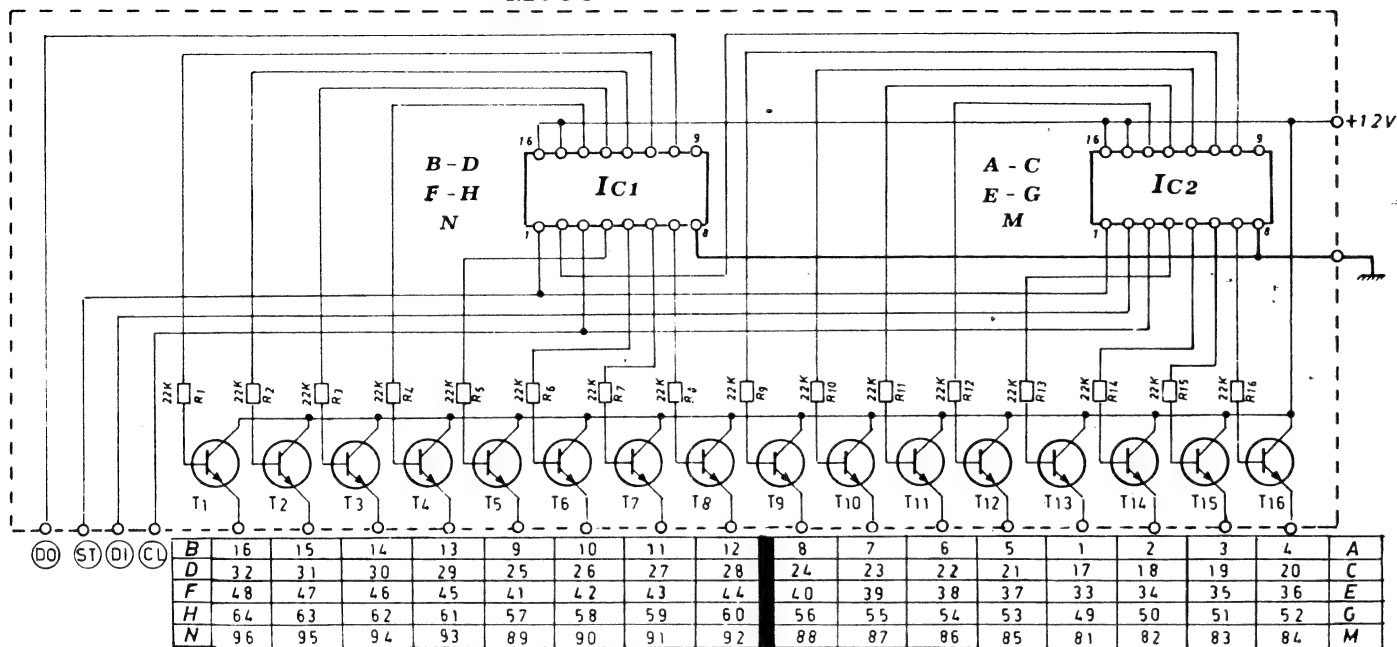 +12V
16 9 16 9
B - D A - C
F - H IC1 E - G IC2
N M
1 8 1 8
22K R1 22K R2 22K R3 22K R4 22K R5 22K R6 22K R7 22K 22K R9 22K R10 22K R11 22K R12 22K R13 22K R14 22K R15 22K R16
T1 T2 T3 T4 T5 T6 T7 T8 T9 T10 T11 T12 T13 T14 T15 T16
DO ST DI CL
B 16 15 14 13 9 10 11 12 8 7 6 5 1 2 3 4 A
D 32 31 30 29 25 26 27 28 24 23 22 21 17 18 19 20 C
F 48 47 46 45 41 42 43 44 40 39 38 37 33 34 35 36 E
H 64 63 62 61 57 58 59 60 56 55 54 53 49 50 51 52 G
N 96 95 94 93 89 90 91 92 88 87 86 85 81 82 83 84 M